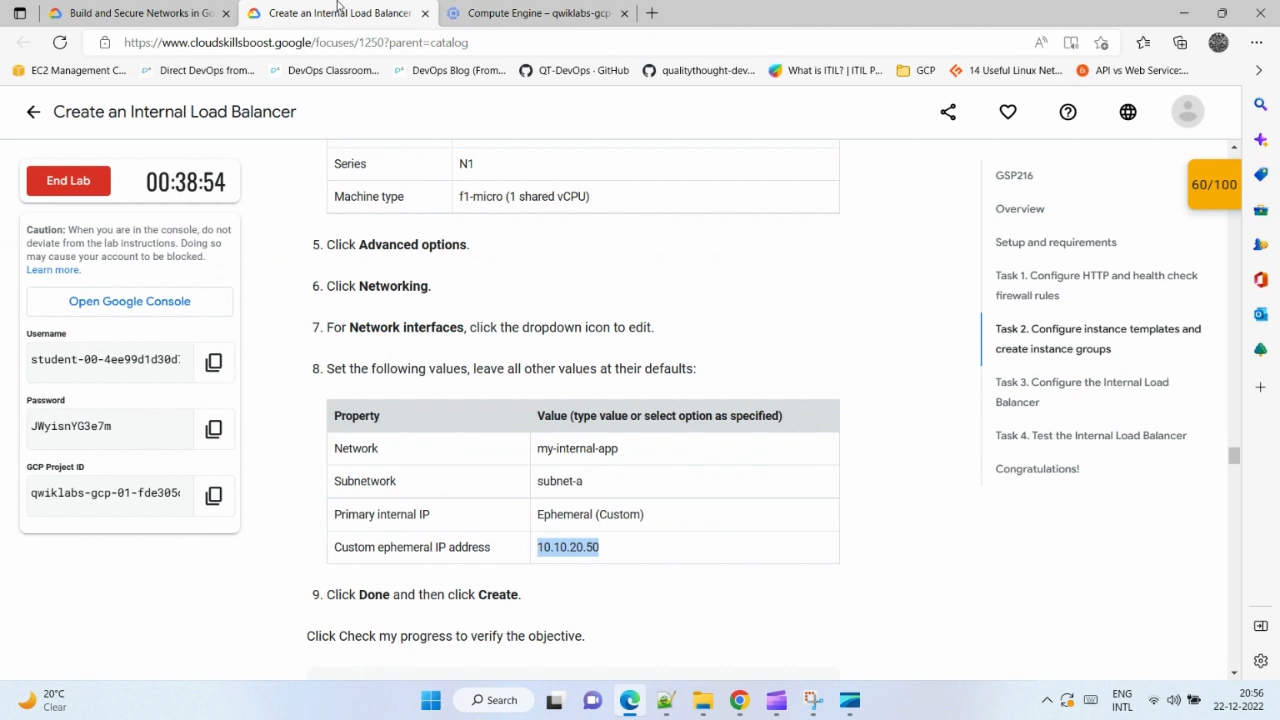 Build and Secure Networks in Go
Create an Internal Load Balancer
Compute Engine – qwiklabs-gcp
https://www.cloudskillsboost.google/focuses/1250?parent=catalog
EC2 Management C...
Direct DevOps from...
DevOps Classroom...
DevOps Blog (From...
QT-DevOps · GitHub
qualitythought-dev...
What is ITIL? | ITIL P...
GCP
14 Useful Linux Net...
API vs Web Service:...
Create an Internal Load Balancer
End Lab
00:38:54
Caution: When you are in the console, do not
deviate from the lab instructions. Doing so
may cause your account to be blocked.
Learn more.
Open Google Console
Username
student-00-4ee99d1d30d
Password
JWyisnYG3e7m
GCP Project ID
qwiklabs-gcp-01-fde305
Series N1
Machine type f1-micro (1 shared vCPU)
5. Click Advanced options.
6. Click Networking.
7. For Network interfaces, click the dropdown icon to edit.
8. Set the following values, leave all other values at their defaults:
Property Value (type value or select option as specified)
Network my-internal-app
Subnetwork subnet-a
Primary internal IP Ephemeral (Custom)
Custom ephemeral IP address 10.10.20.50
9. Click Done and then click Create.
Click Check my progress to verify the objective.
GSP216
Overview
Setup and requirements
Task 1. Configure HTTP and health check
firewall rules
Task 2. Configure instance templates and
create instance groups
Task 3. Configure the Internal Load
Balancer
Task 4. Test the Internal Load Balancer
Congratulations!
60/100
20°C
Clear
Search
ENG
INTL
20:56
22-12-2022